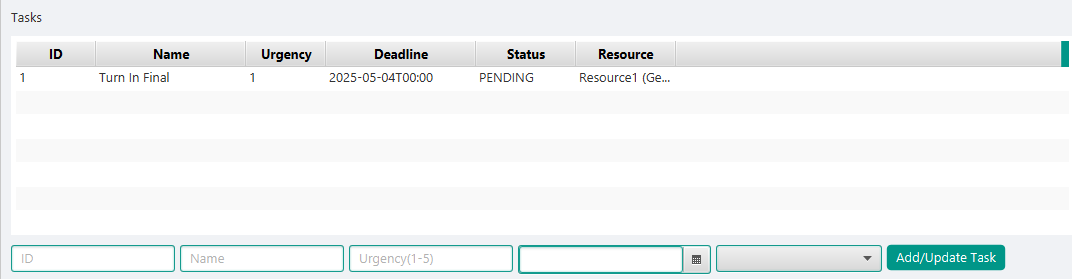 Tasks
ID Name Urgency Deadline Status Resource
1 Turn In Final 1 2025-05-04T00:00 PENDING Resource1 (Ge...
ID Name Urgency(1-5) Add/Update Task